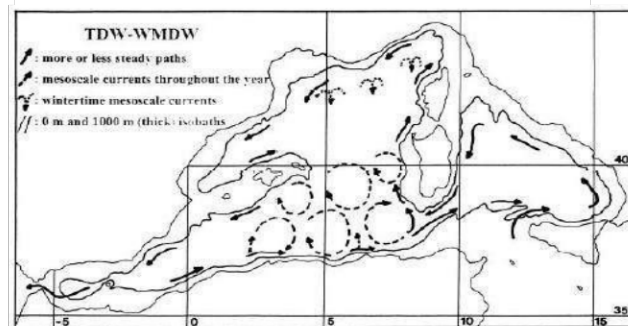 TDW-WMDW
: more or less steady paths
: mesoscale currents throughout the year
: wintertime mesoscale currents
: 0 m and 1000 m (thick) isobaths
40
35
-5
0
5
10
15